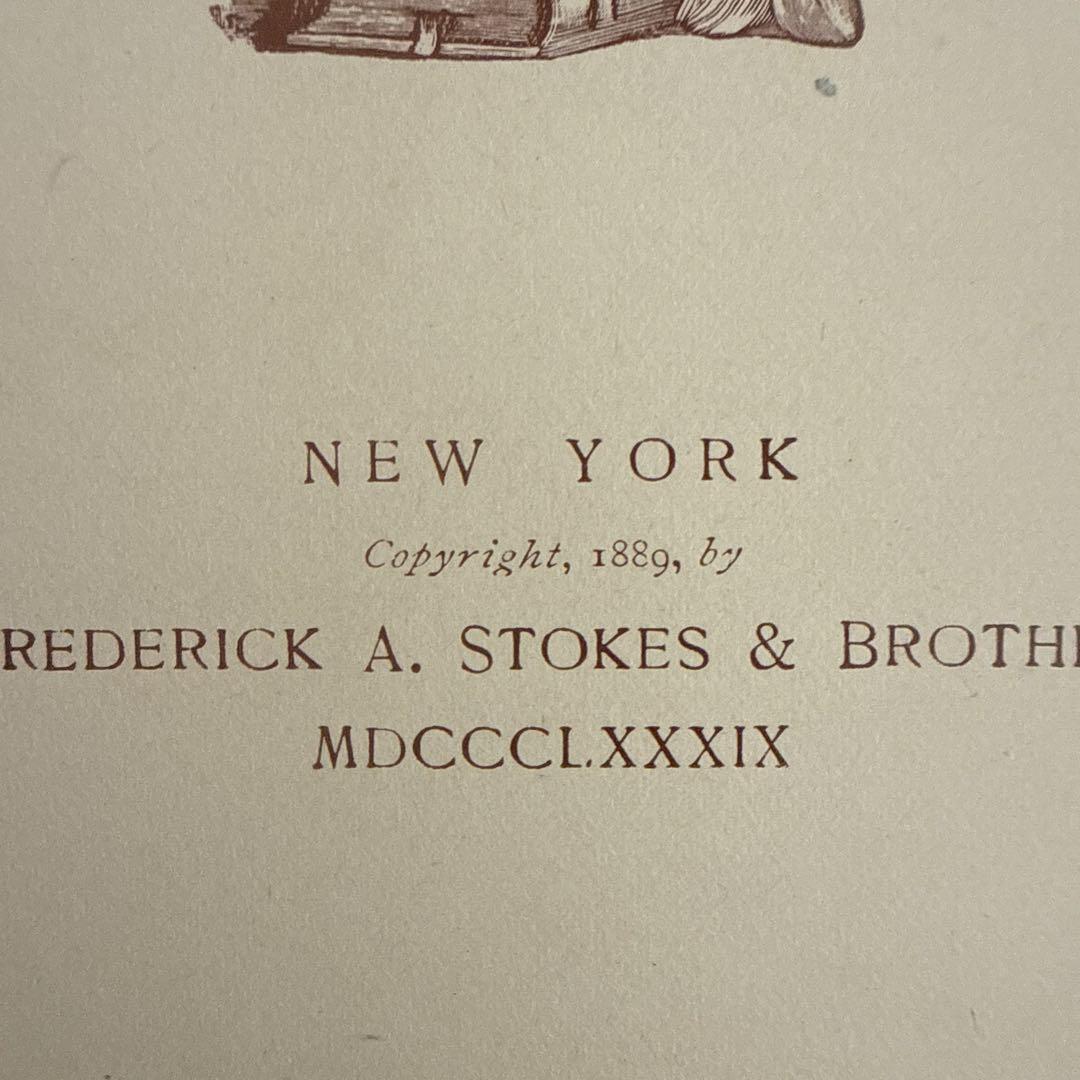 NEW YORK
Copyright, 1889, by
REDERICK A. STOKES & BROTH
MDCCCLXXXIX